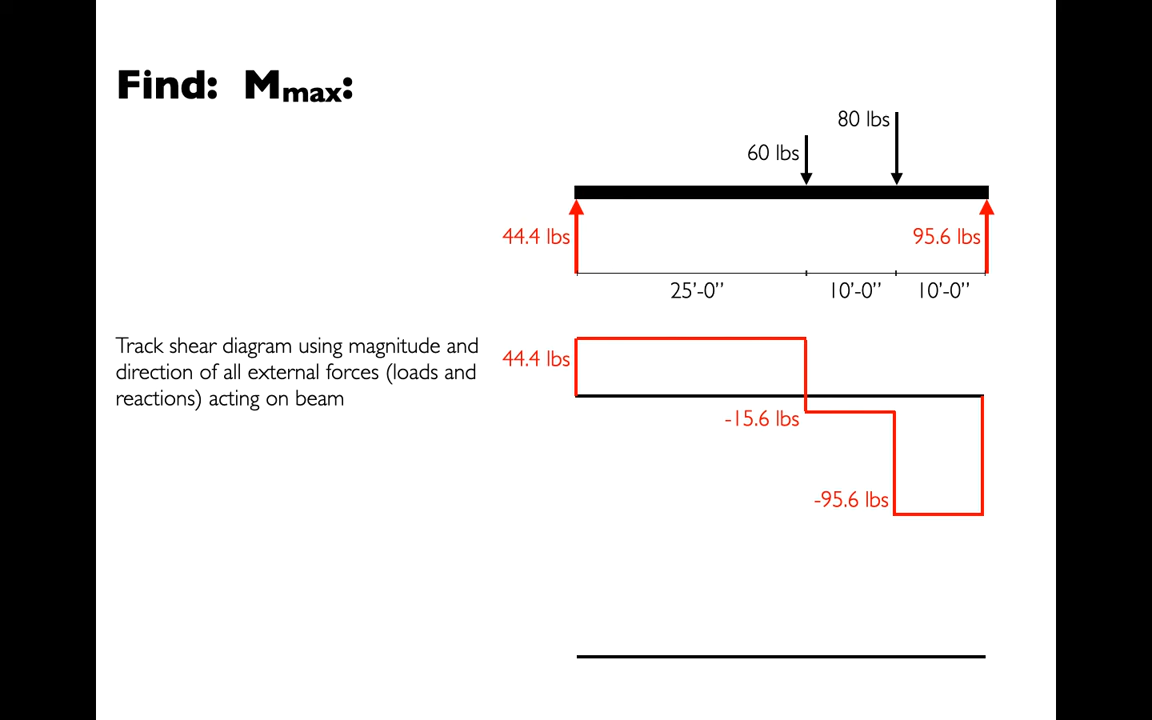 Find: Mmax:
80 lbs
60 lbs
44.4 lbs
95.6 lbs
25’-0”
10’-0”
10’-0”
Track shear diagram using magnitude and
direction of all external forces (loads and
reactions) acting on beam
44.4 lbs
-15.6 lbs
-95.6 lbs